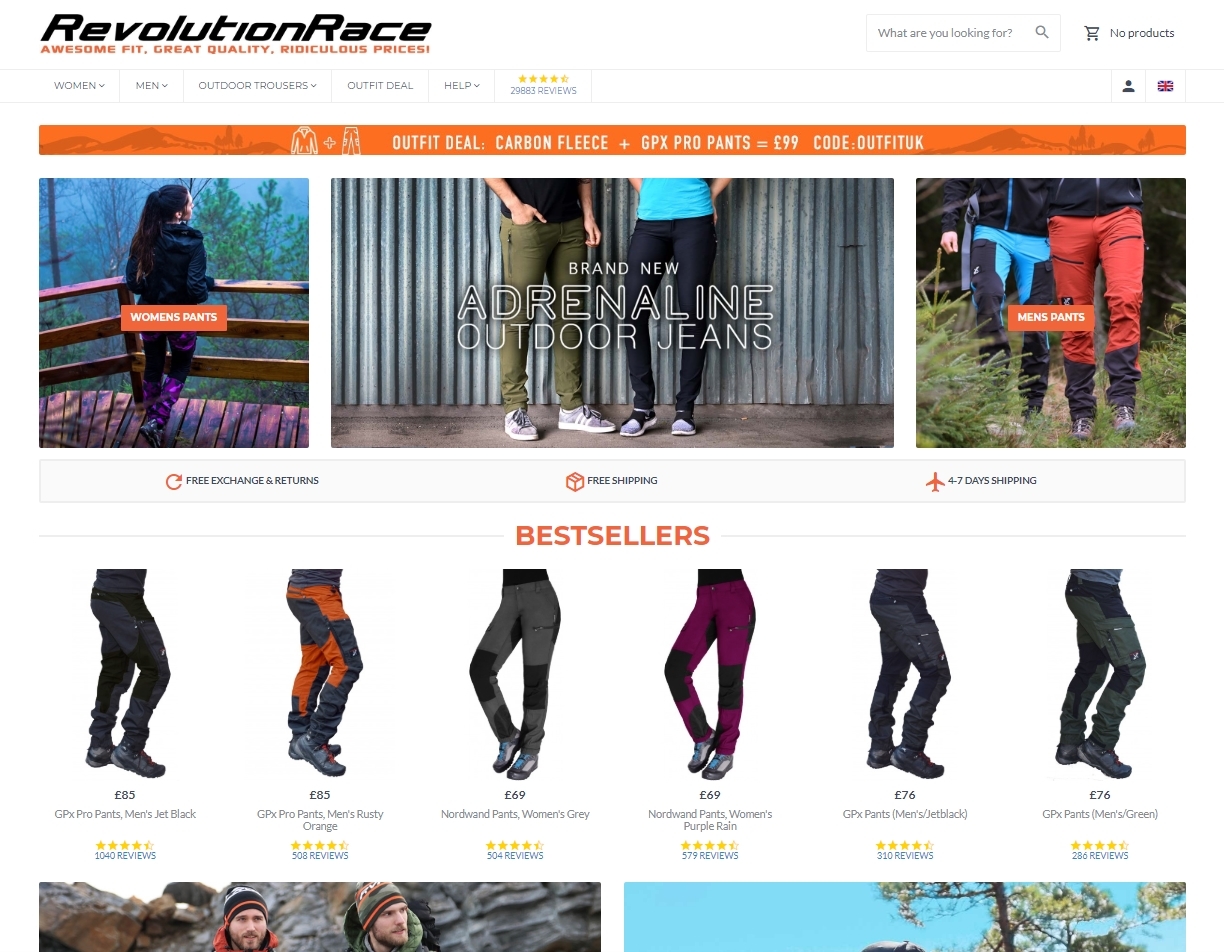 RevolutionRace
AWESOME FIT, GREAT QUALITY, RIDICULOUS PRICES!
What are you looking for?
No products
WOMEN
MEN
OUTDOOR TROUSERS
OUTFIT DEAL
HELP
29883 REVIEWS
OUTFIT DEAL: CARBON FLEECE + GPX PRO PANTS = £99 CODE:OUTFITUK
WOMENS PANTS
BRAND NEW
ADRENALINE
OUTDOOR JEANS
MENS PANTS
FREE EXCHANGE & RETURNS
FREE SHIPPING
4-7 DAYS SHIPPING
BESTSELLERS
£85
GPx Pro Pants, Men's Jet Black
1040 REVIEWS
£85
GPx Pro Pants, Men's Rusty
Orange
508 REVIEWS
£69
Nordwand Pants, Women's Grey
504 REVIEWS
£69
Nordwand Pants, Women's
Purple Rain
579 REVIEWS
£76
GPx Pants (Men's/Jetblack)
310 REVIEWS
£76
GPx Pants (Men's/Green)
286 REVIEWS